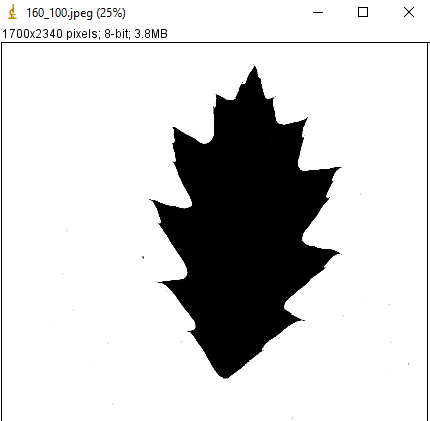 160_100.jpeg (25%)
1700x2340 pixels; 8-bit; 3.8MB